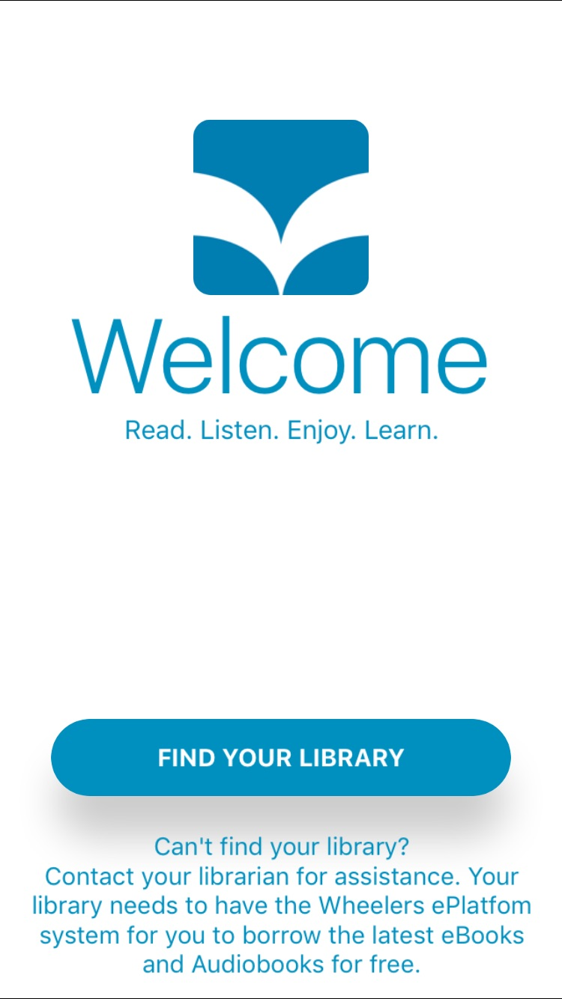 Welcome
Read. Listen. Enjoy. Learn.
FIND YOUR LIBRARY
Can't find your library?
Contact your librarian for assistance. Your
library needs to have the Wheelers ePlatfom
system for you to borrow the latest eBooks
and Audiobooks for free.